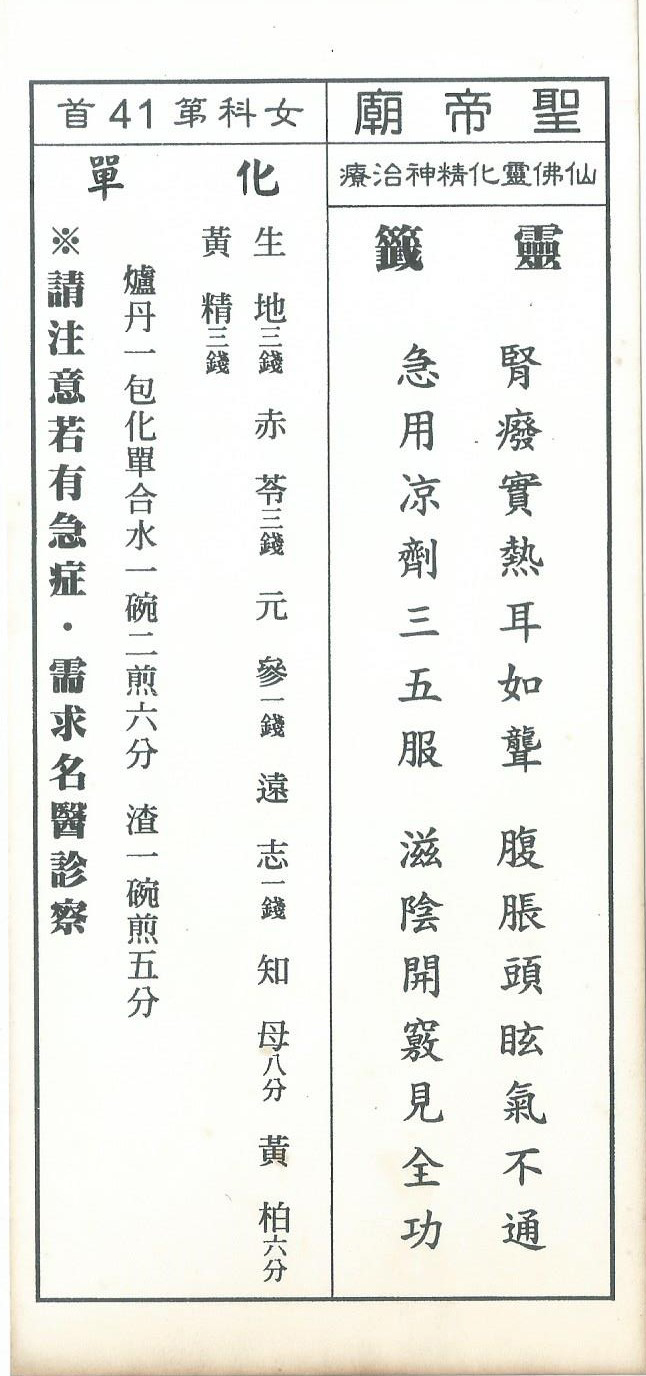 聖帝廟
仙佛靈化精神治療
靈籤
腎癈實熱耳如聾 腹脹頭眩氣不通
急用凉劑三五服 滋陰開竅見全功
女科第41首
化單
生地三錢 赤苓三錢 元參一錢 遠志一錢 知母八分 黃柏六分
黃精三錢
爐丹一包化單合水一碗二煎六分 渣一碗煎五分
※請注意若有急症・需求名醫診察